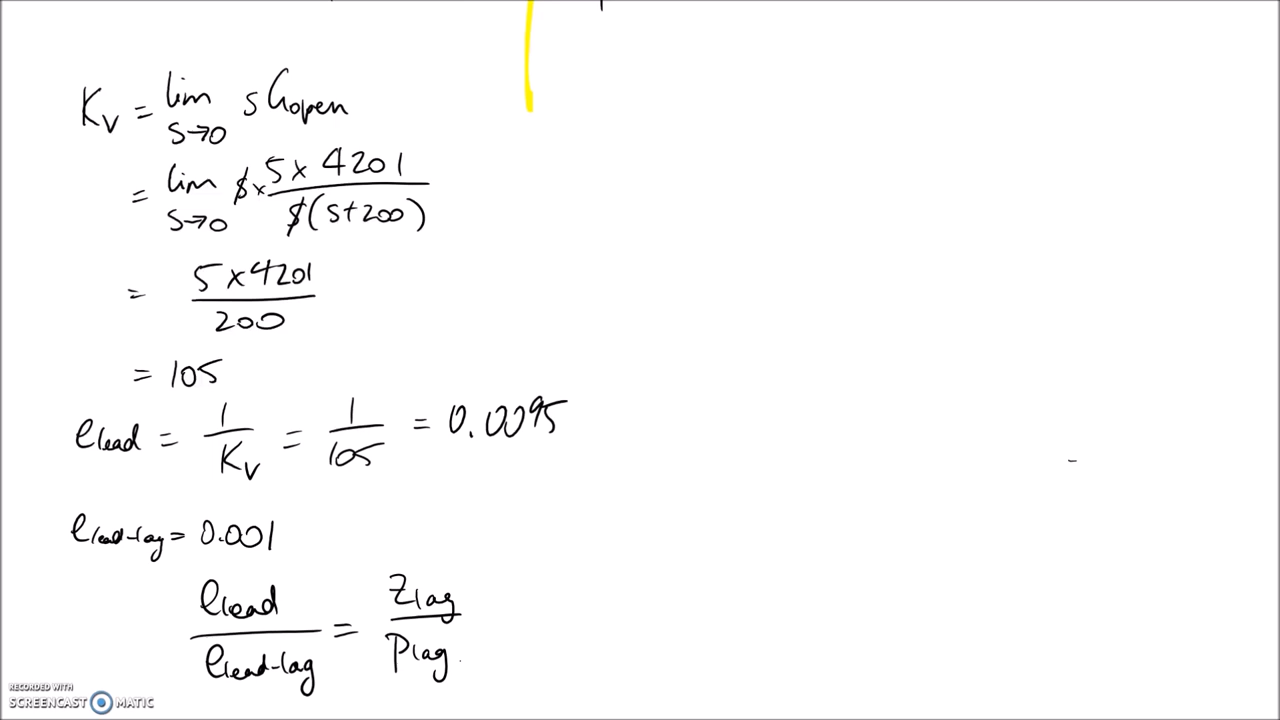 Kv = lim s→0 sGopen
= lim s→0 s × 5 × 4201 / s(s+200)
= 5 × 4201 / 200
= 105
elead = 1 / Kv = 1 / 105 = 0.0095
elead-lag = 0.001
elead / elead-lag = Zlag / Plag
RECORDED WITH
SCREENCAST MATIC